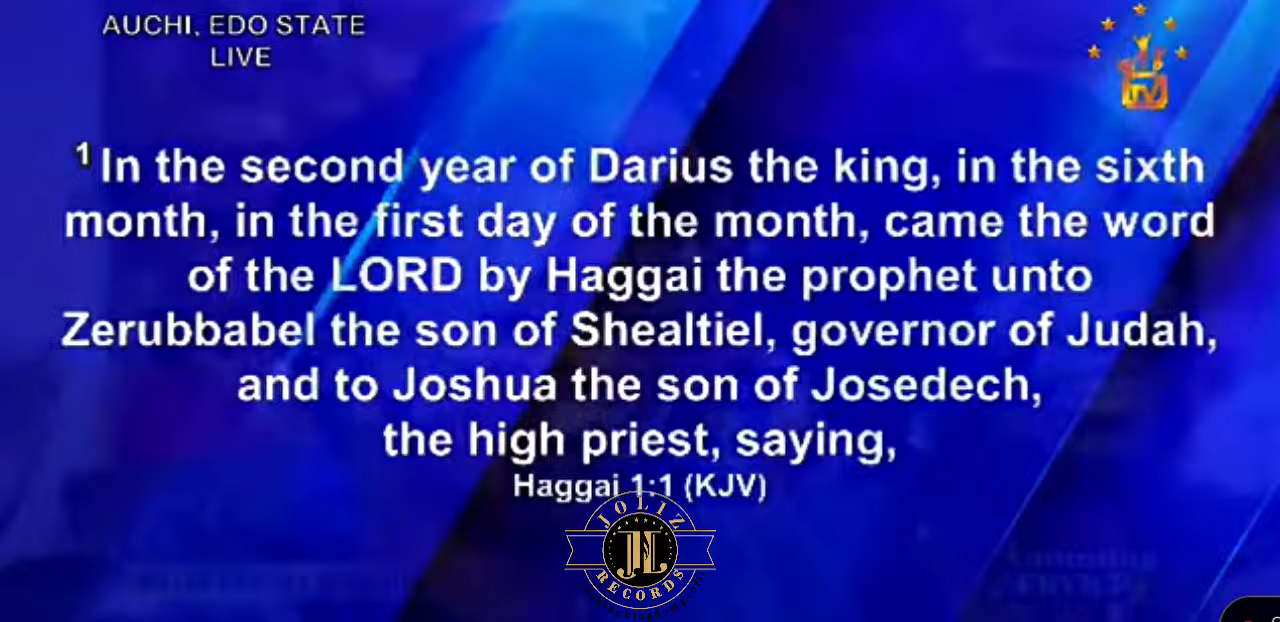 AUCHI, EDO STATE
LIVE
tv
1 In the second year of Darius the king, in the sixth
month, in the first day of the month, came the word
of the LORD by Haggai the prophet unto
Zerubbabel the son of Shealtiel, governor of Judah,
and to Joshua the son of Josedech,
the high priest, saying,
Haggai 1:1 (KJV)
JOLIZ
JL
RECORDS